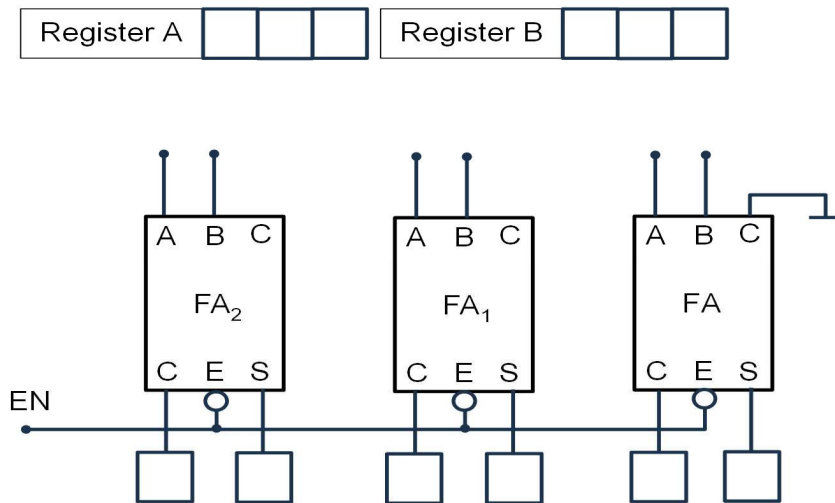 Register A Register B
A B C A B C A B C
FA₂ FA₁ FA
C E S C E S C E S
EN